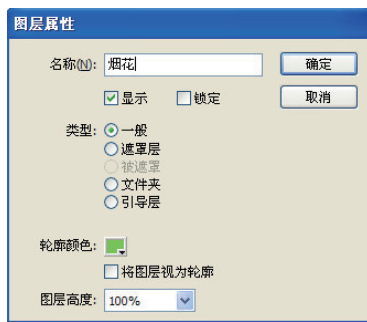 图层属性
名称(N): 烟花 确定
显示 锁定 取消
类型: 一般
遮罩层
被遮罩
文件夹
引导层
轮廓颜色:
将图层视为轮廓
图层高度: 100%